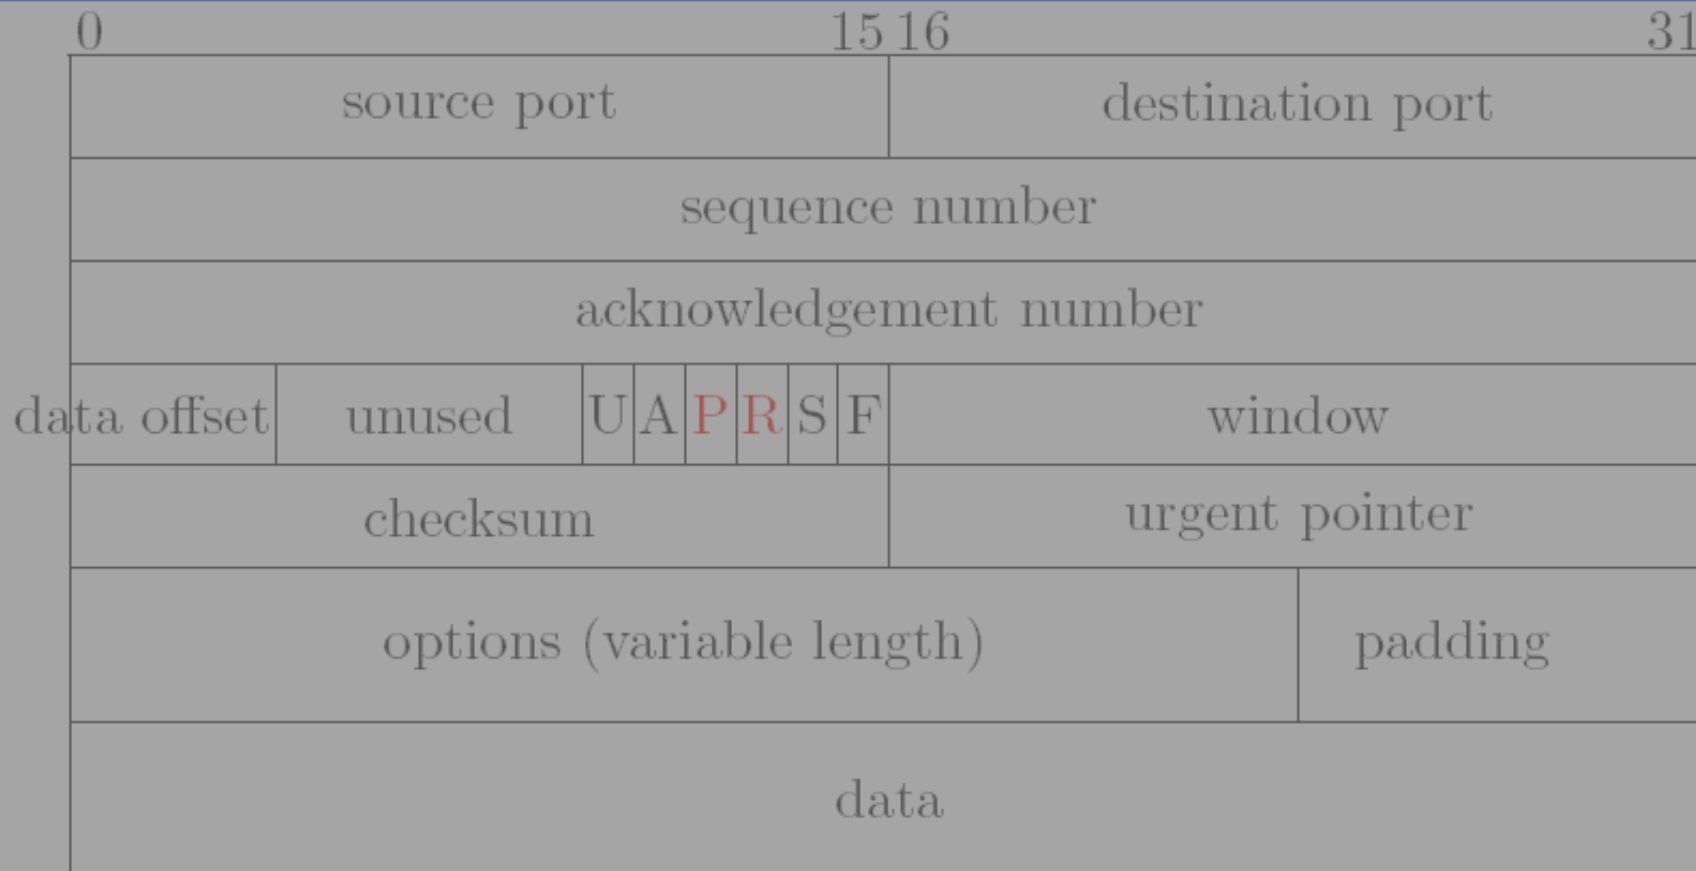 0 15 16 31
source port destination port
sequence number
acknowledgement number
data offset unused U A P R S F window
checksum urgent pointer
options (variable length) padding
data